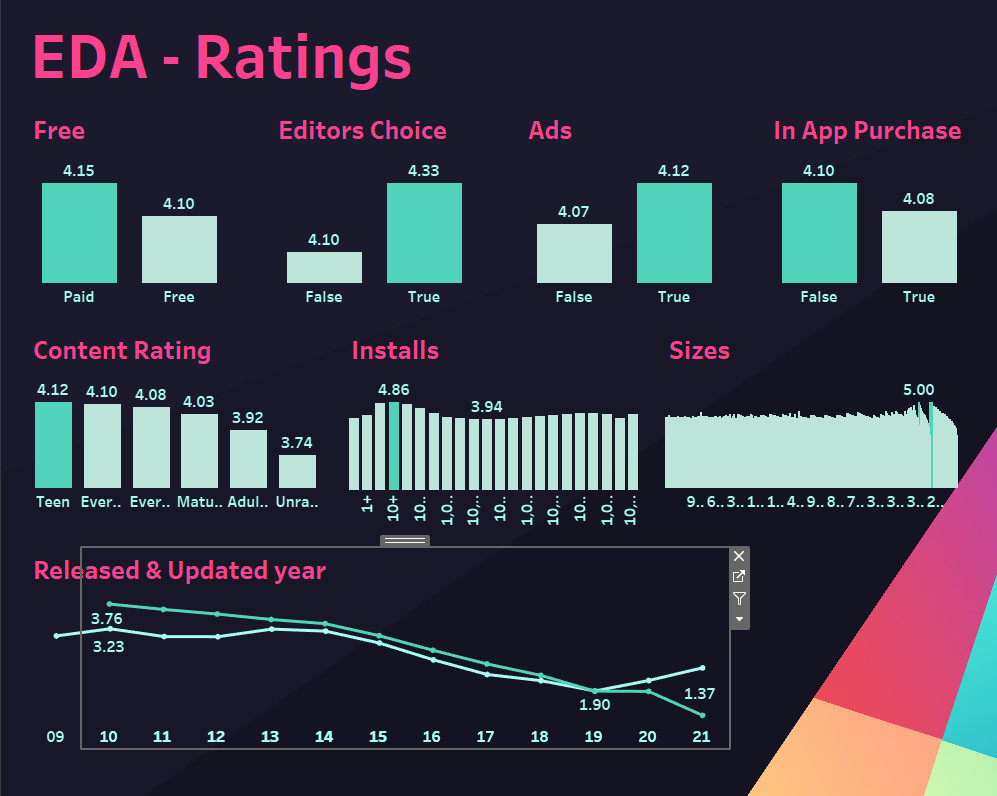 EDA - Ratings
Free
Editors Choice
Ads
In App Purchase
4.15
4.10
4.10
4.33
4.07
4.12
4.10
4.08
Paid
Free
False
True
False
True
False
True
Content Rating
Installs
Sizes
4.12
4.10
4.08
4.03
3.92
3.74
4.86
3.94
5.00
Teen
Ever..
Ever..
Matu..
Adul..
Unra..
1+
10+
10,..
1,0..
10,..
10..
1,0..
10,..
10..
1,0..
10,..
9.. 6.. 3.. 1.. 1.. 4.. 9.. 8.. 7.. 3.. 3.. 3.. 2..
Released & Updated year
3.76
3.23
1.37
1.90
09 10 11 12 13 14 15 16 17 18 19 20 21